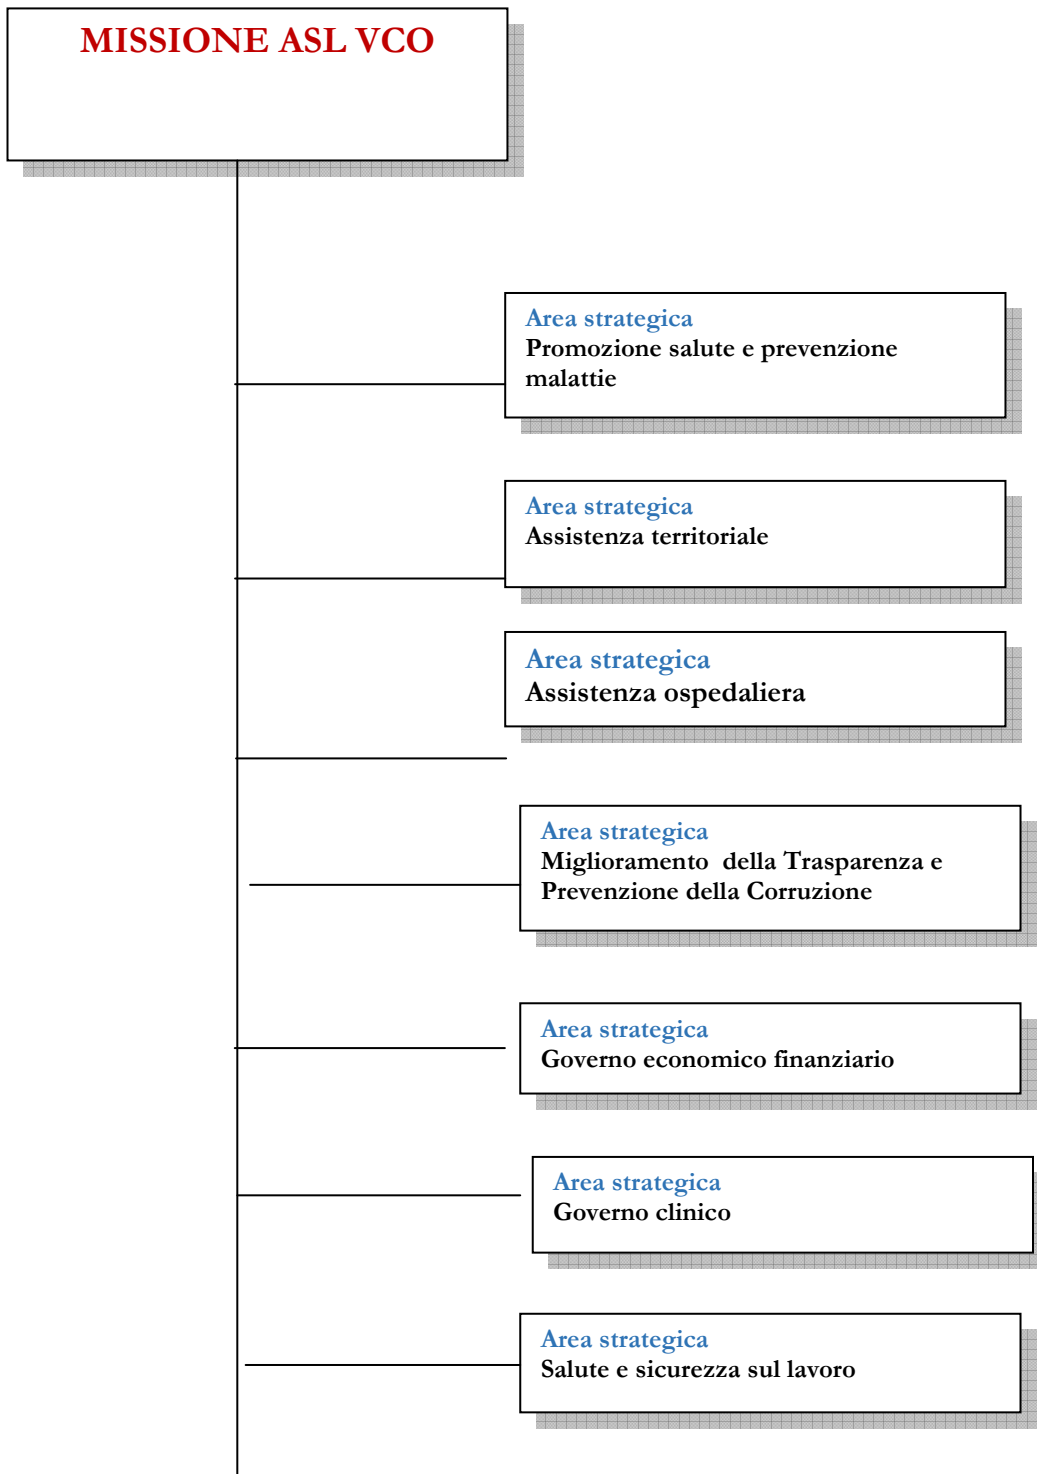 MISSIONE ASL VCO
Area strategica
Promozione salute e prevenzione
malattie
Area strategica
Assistenza territoriale
Area strategica
Assistenza ospedaliera
Area strategica
Miglioramento  della Trasparenza e
Prevenzione della Corruzione
Area strategica
Governo economico finanziario
Area strategica
Governo clinico
Area strategica
Salute e sicurezza sul lavoro